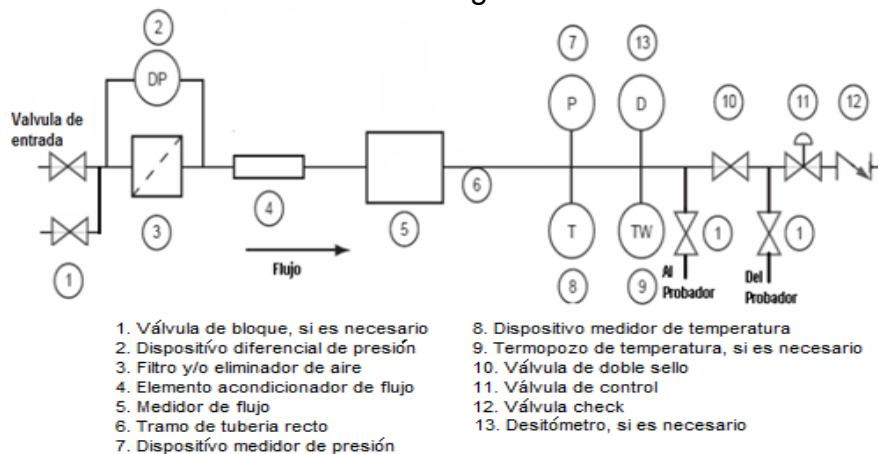 2
7
13
DP
P
D
10
11
12
Valvula de
entrada
6
3
4
5
T
TW
1
1
Flujo
1
8
9
Al
Probador
Del
Probador
1. Válvula de bloque, si es necesario
2. Dispositívo diferencial de presión
3. Filtro y/o eliminador de aire
4. Elemento acondicionador de flujo
5. Medidor de flujo
6. Tramo de tuberia recto
7. Dispositívo medidor de presión
8. Dispositivo medidor de temperatura
9. Termopozo de temperatura, si es necesario
10. Válvula de doble sello
11. Válvula de control
12. Válvula check
13. Desitómetro, si es necesario